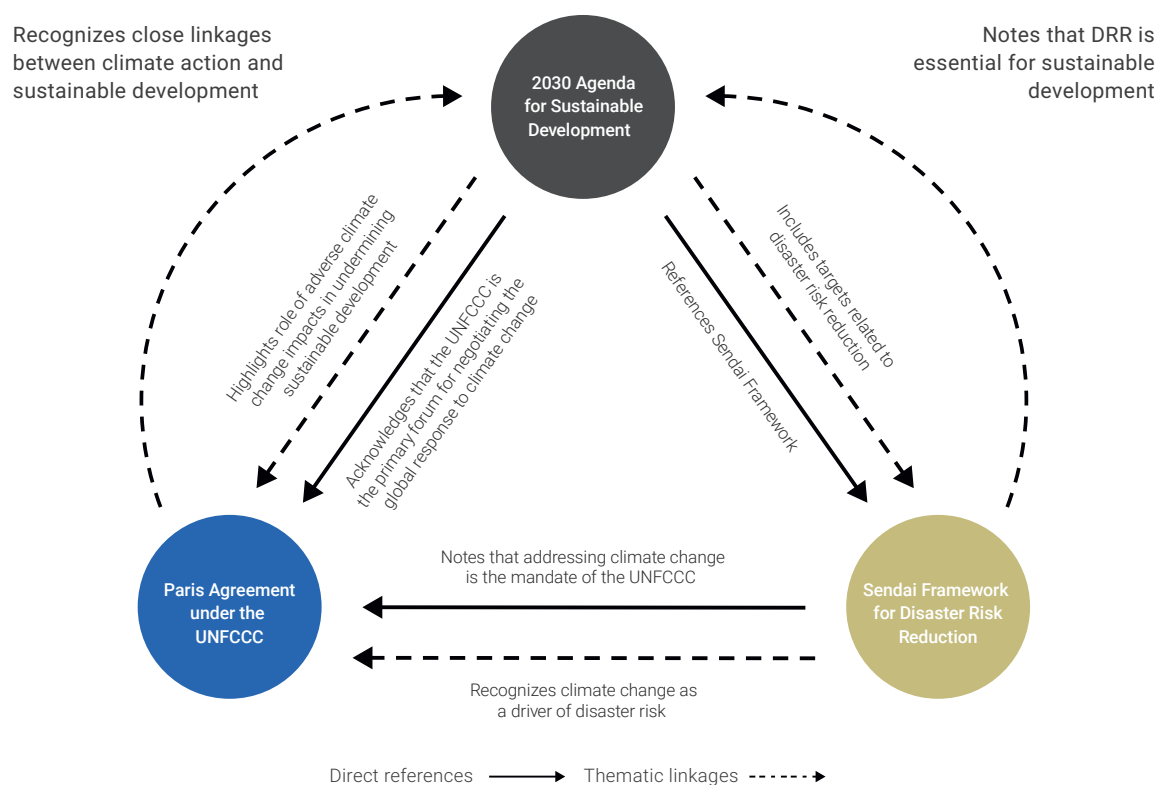 Recognizes close linkages
between climate action and
sustainable development
Notes that DRR is
essential for sustainable
development
2030 Agenda
for Sustainable
Development
Highlights role of adverse climate
change impacts in undermining
sustainable development
Acknowledges that the UNFCCC is
the primary forum for negotiating the
global response to climate change
References Sendai Framework
Includes targets related to
disaster risk reduction
Paris Agreement
under the
UNFCCC
Notes that addressing climate change
is the mandate of the UNFCCC
Recognizes climate change as
a driver of disaster risk
Sendai Framework
for Disaster Risk
Reduction
Direct references
Thematic linkages